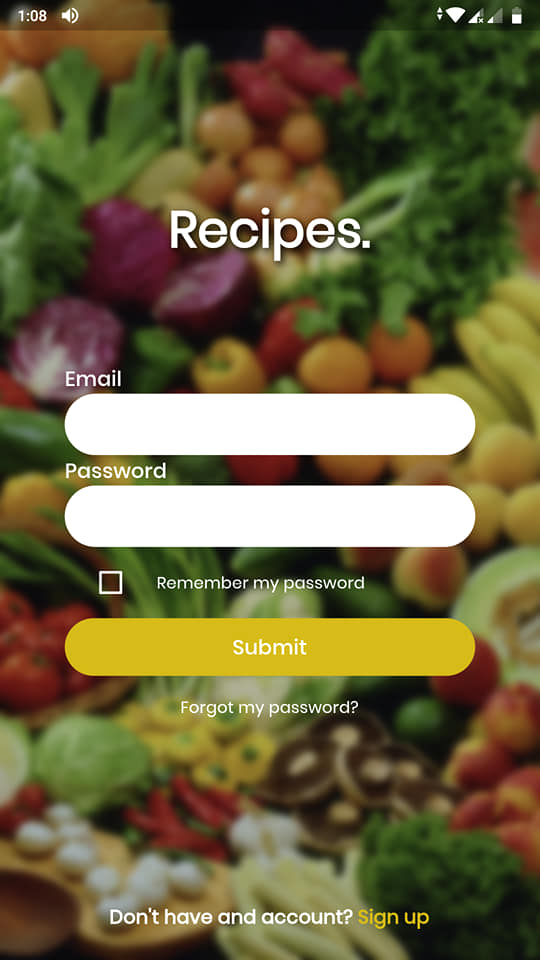 1:08
Recipes.
Email
Password
Remember my password
Submit
Forgot my password?
Don't have and account? Sign up